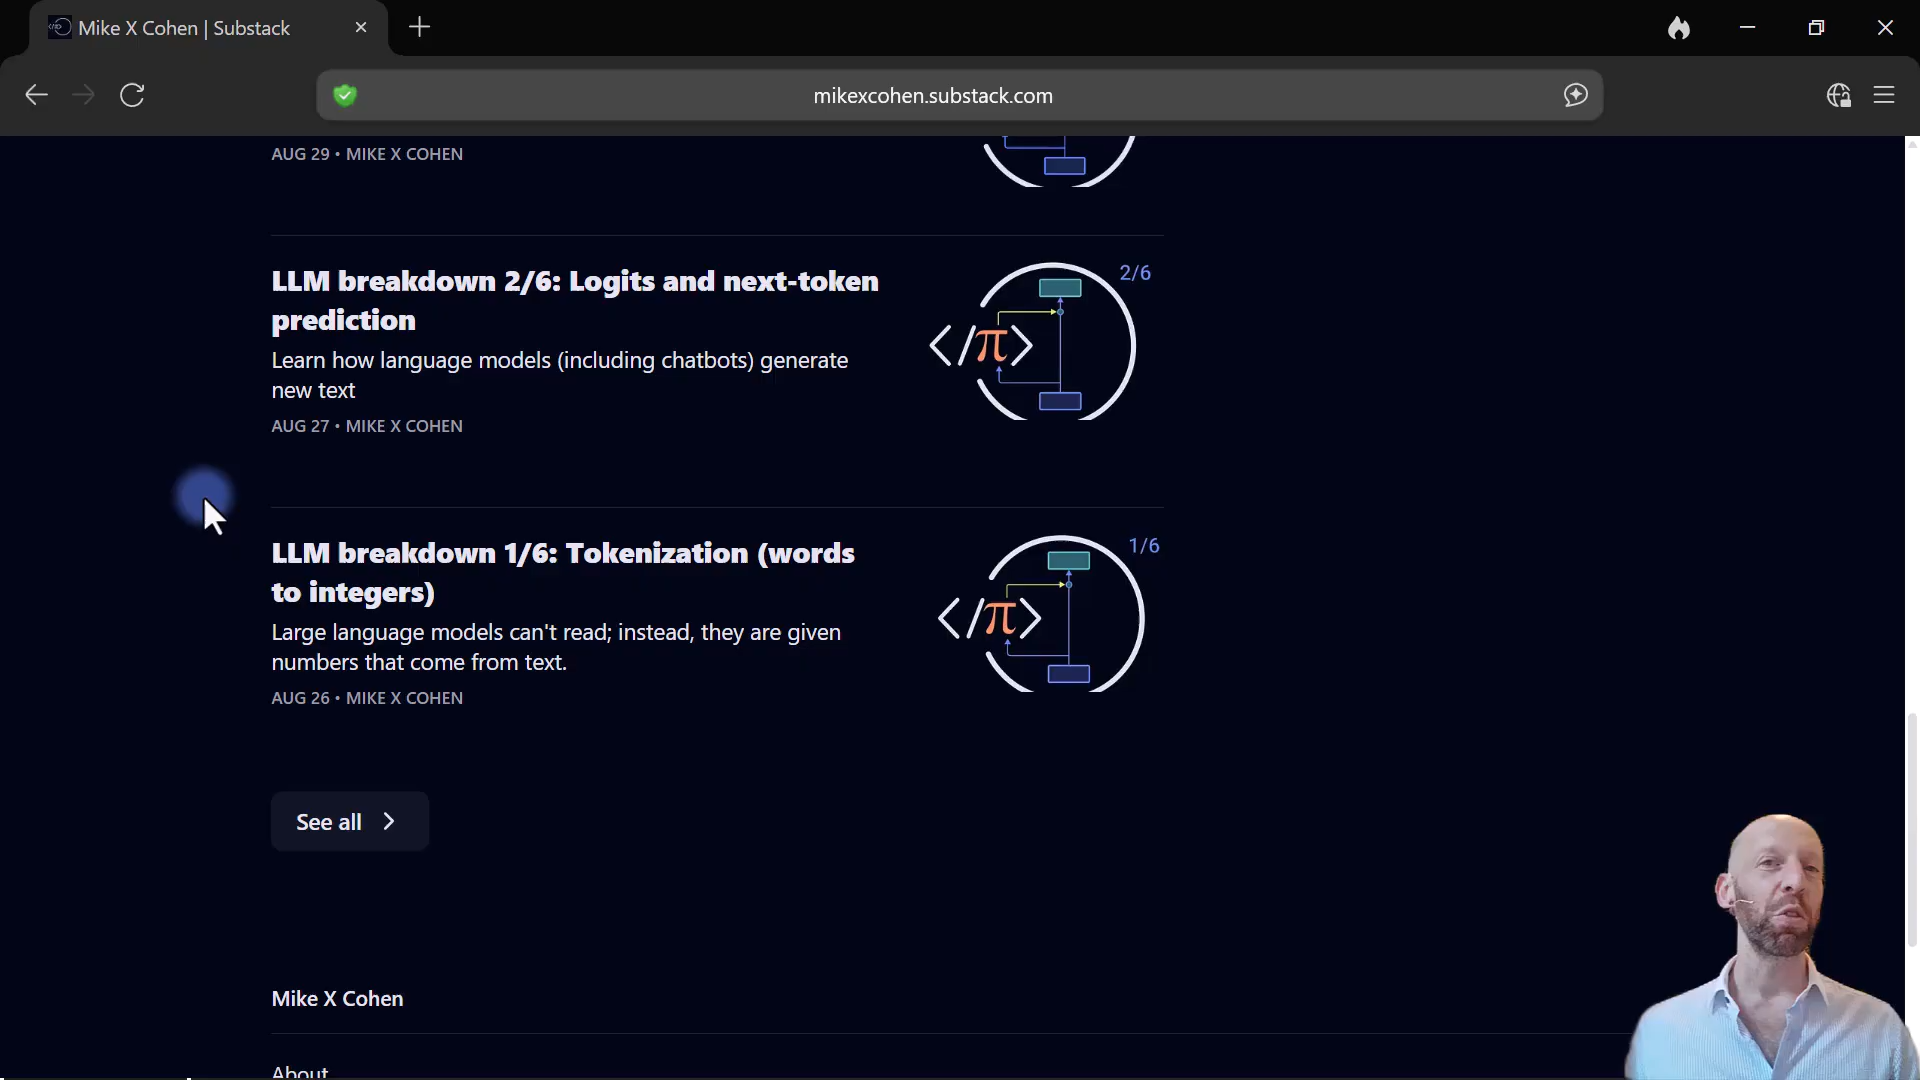 Mike X Cohen | Substack
mikexcohen.substack.com
AUG 29 • MIKE X COHEN
LLM breakdown 2/6: Logits and next-token
prediction
Learn how language models (including chatbots) generate
new text
AUG 27 • MIKE X COHEN
2/6
</π>
LLM breakdown 1/6: Tokenization (words
to integers)
Large language models can't read; instead, they are given
numbers that come from text.
AUG 26 • MIKE X COHEN
1/6
</π>
See all
Mike X Cohen
About